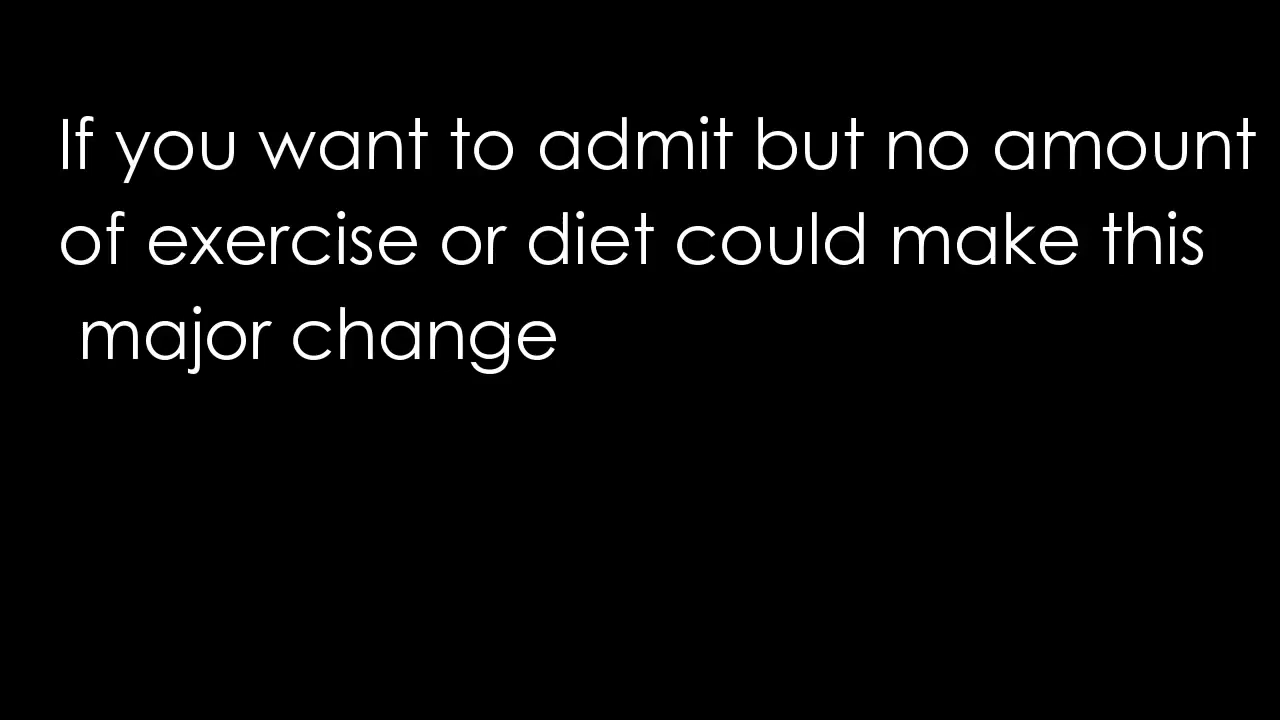 If you want to admit but no amount
of exercise or diet could make this
major change